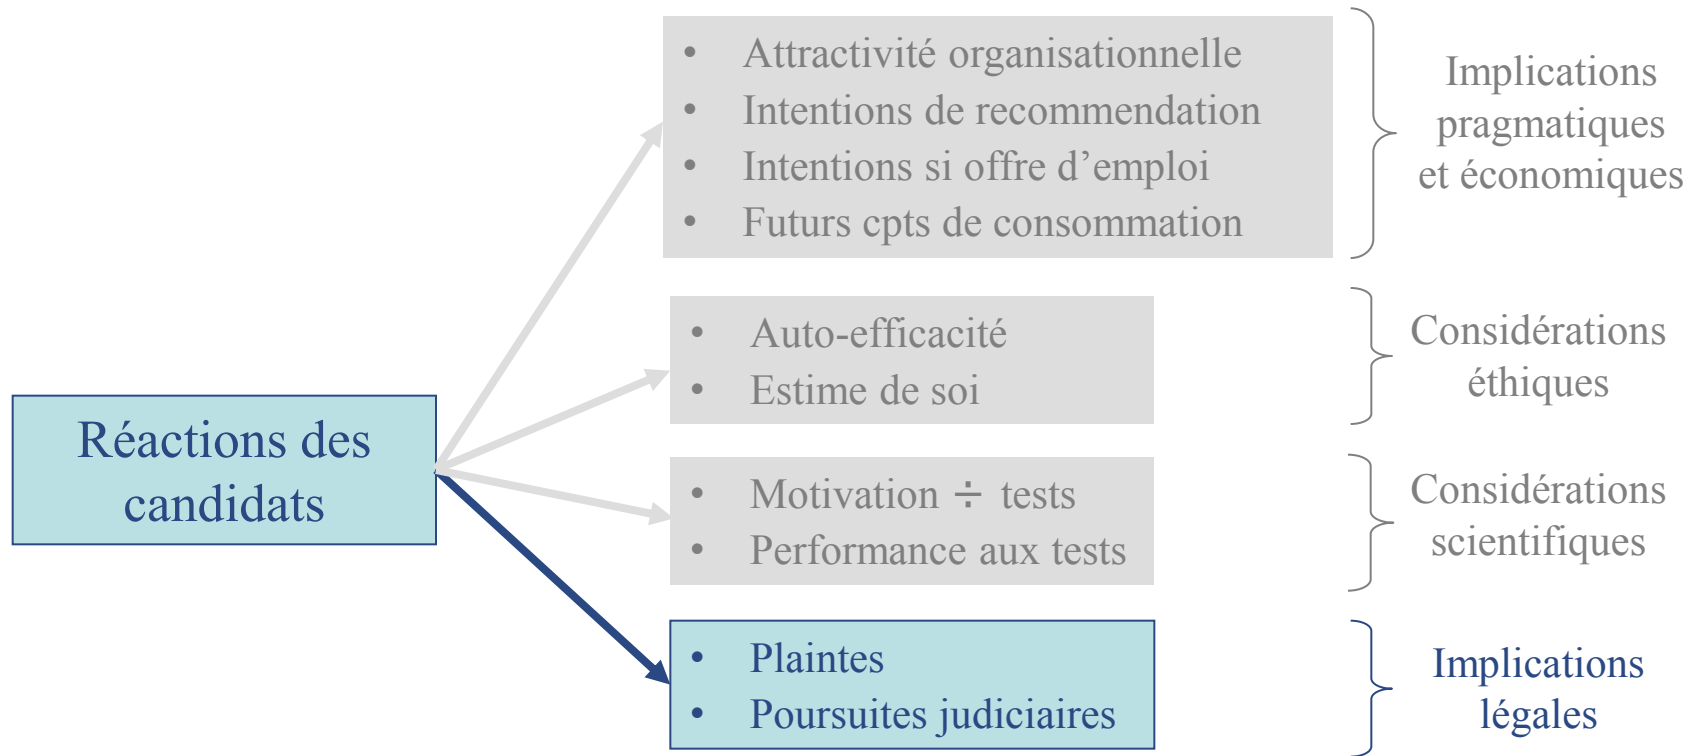 • Attractivité organisationnelle
• Intentions de recommendation
• Intentions si offre d’emploi
• Futurs cpts de consommation
Implications
pragmatiques
et économiques
• Auto-efficacité
• Estime de soi
Considérations
éthiques
Réactions des
candidats
• Motivation ÷ tests
• Performance aux tests
Considérations
scientifiques
• Plaintes
• Poursuites judiciaires
Implications
légales